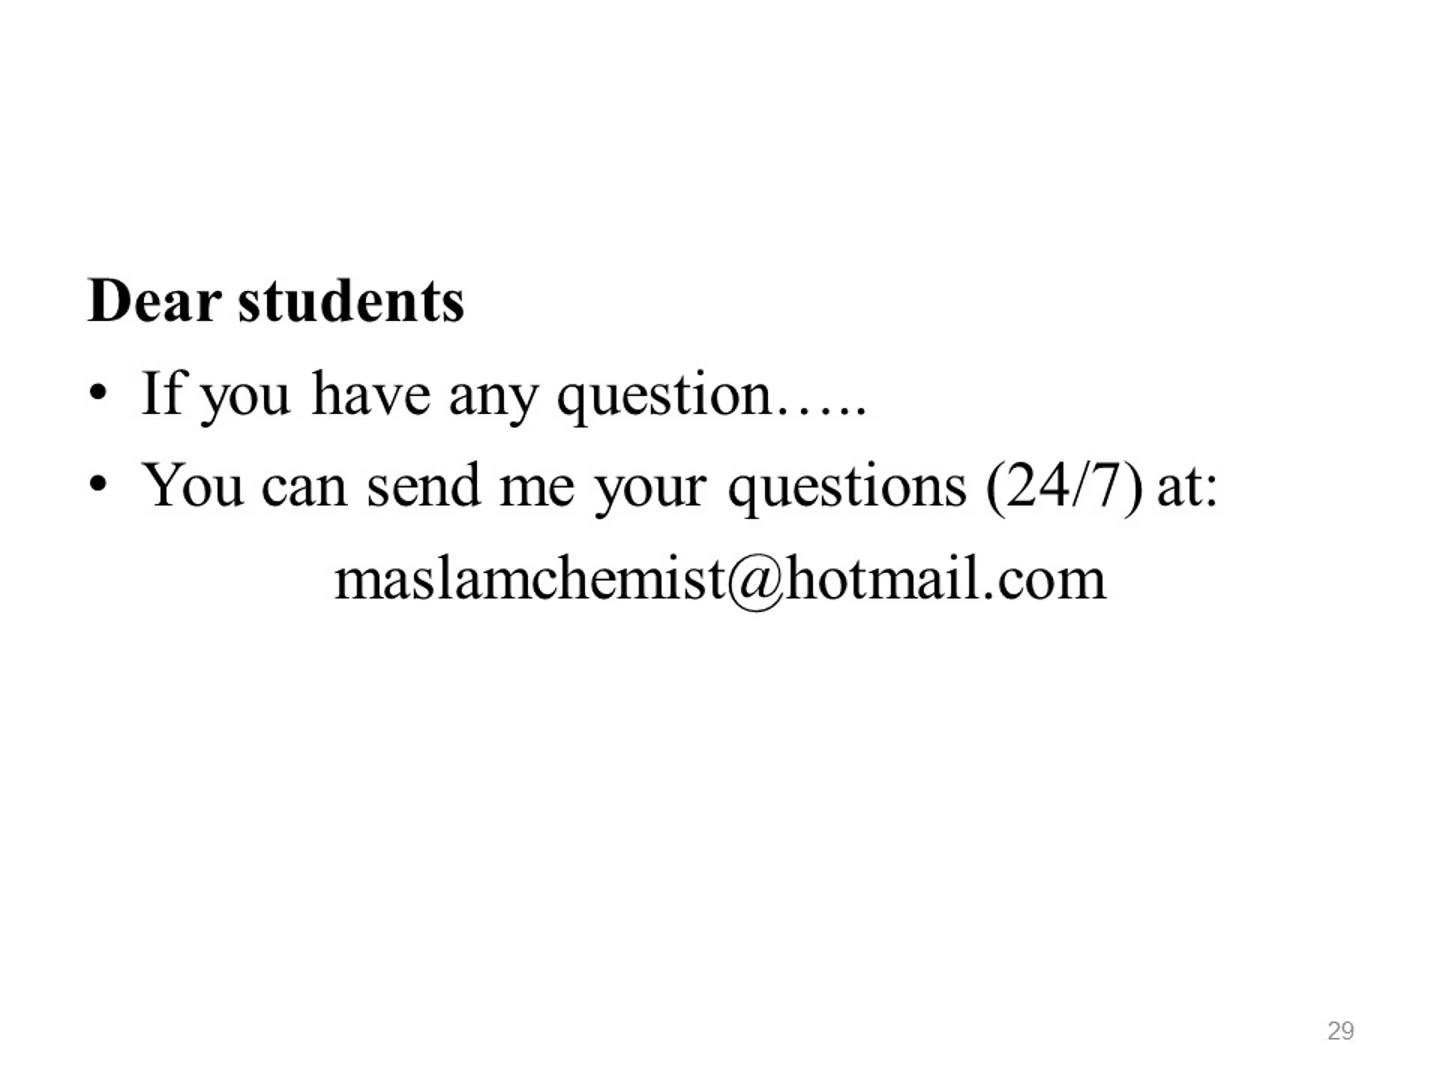 Dear students
• If you have any question…..
• You can send me your questions (24/7) at:
maslamchemist@hotmail.com
29